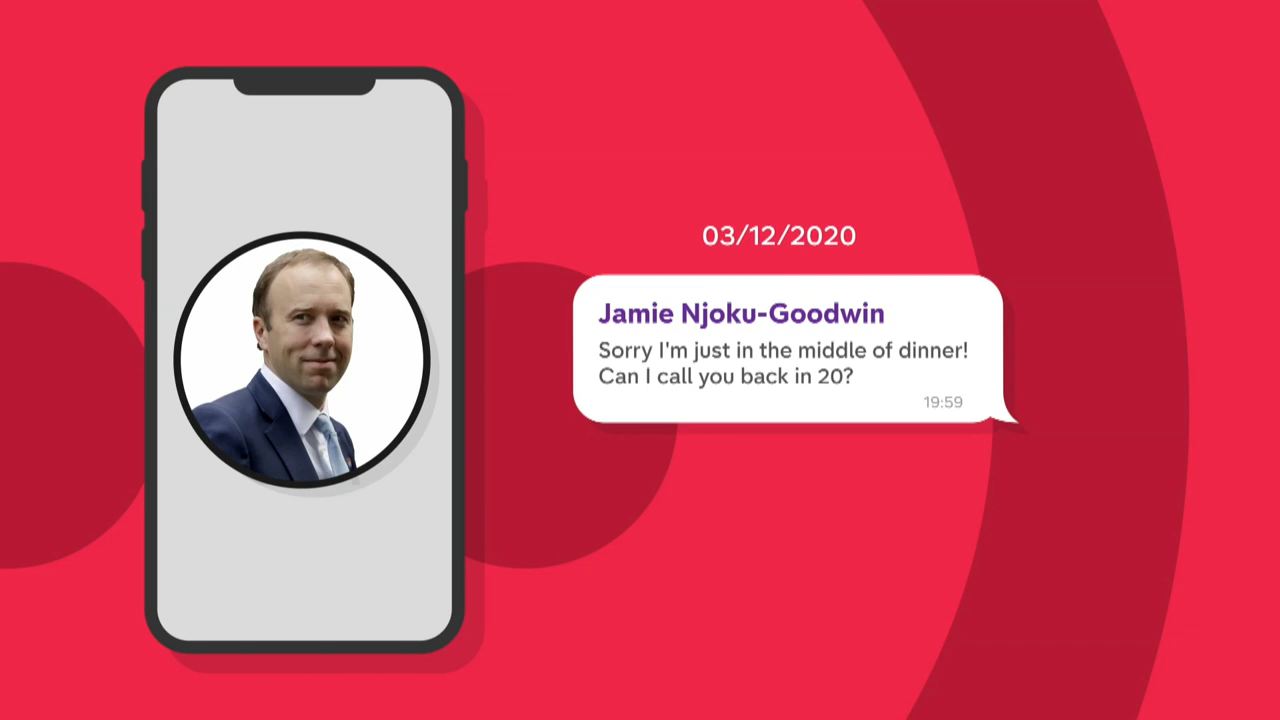 03/12/2020
Jamie Njoku-Goodwin
Sorry I'm just in the middle of dinner!
Can I call you back in 20?
19:59